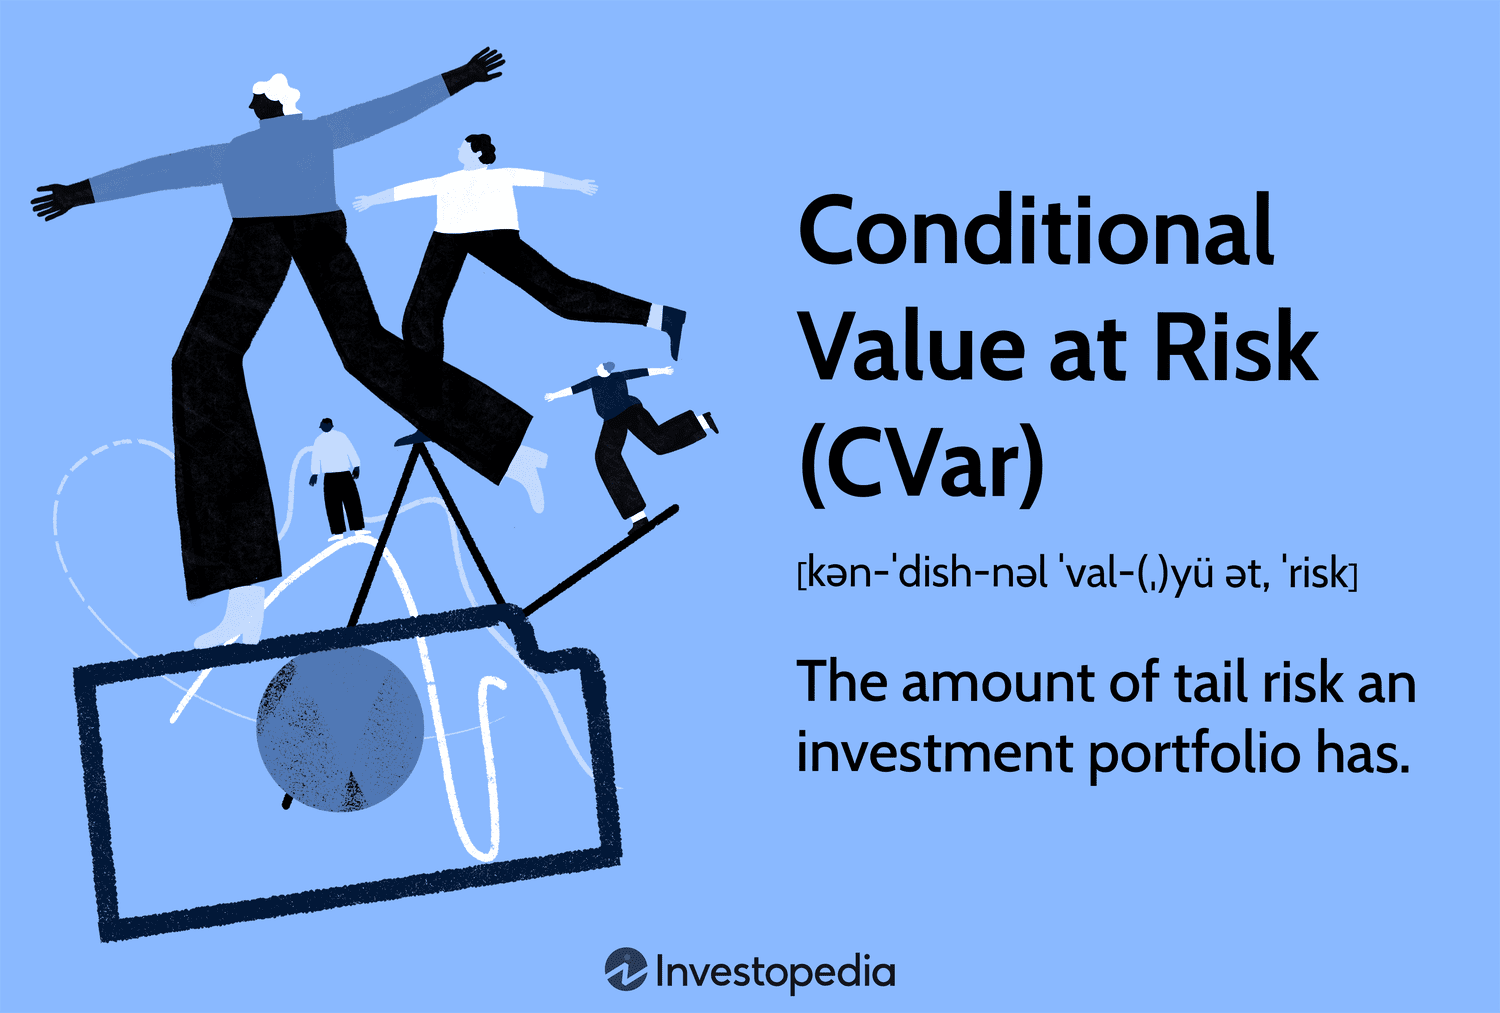 Conditional
Value at Risk
(CVar)
[kən-ˈdish-nəl ˈval-(ˌ)yü ət, ˈrisk]
The amount of tail risk an
investment portfolio has.
Investopedia